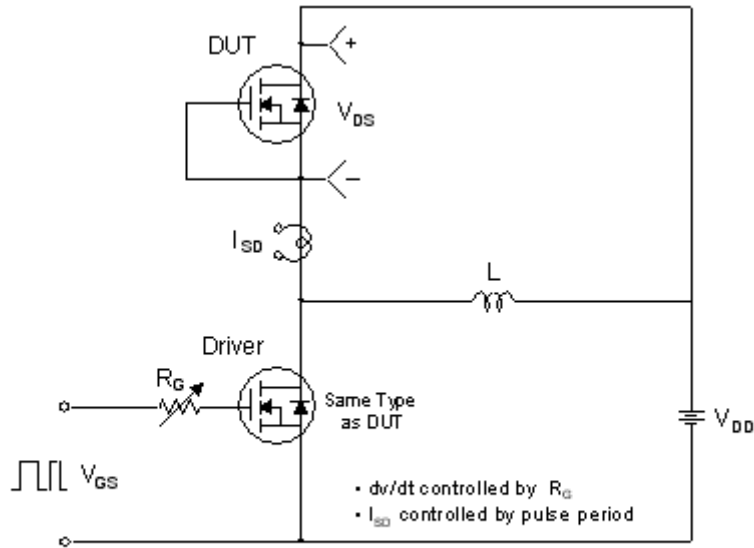 DUT
+
V_DS
−
I_SD
L
Driver
R_G
Same Type
as DUT
V_DD
V_GS
• dv/dt controlled by R_G
• I_SD controlled by pulse period